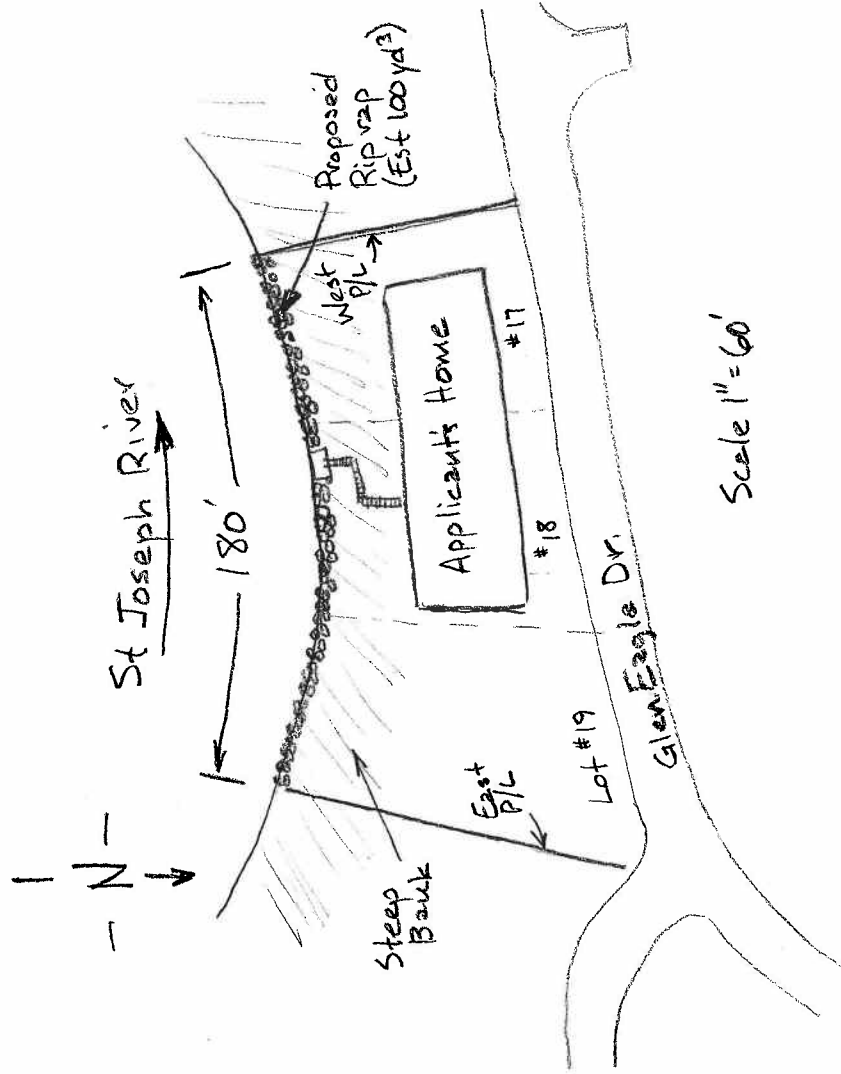 St Joseph River
180'
- N -
Proposed
Rip rap
(Est 100 yd³)
West
P/L
Applicant's Home
#17
#18
Lot #19
East
P/L
Steep
Bank
Glen Eagle Dr.
Scale 1"=60'